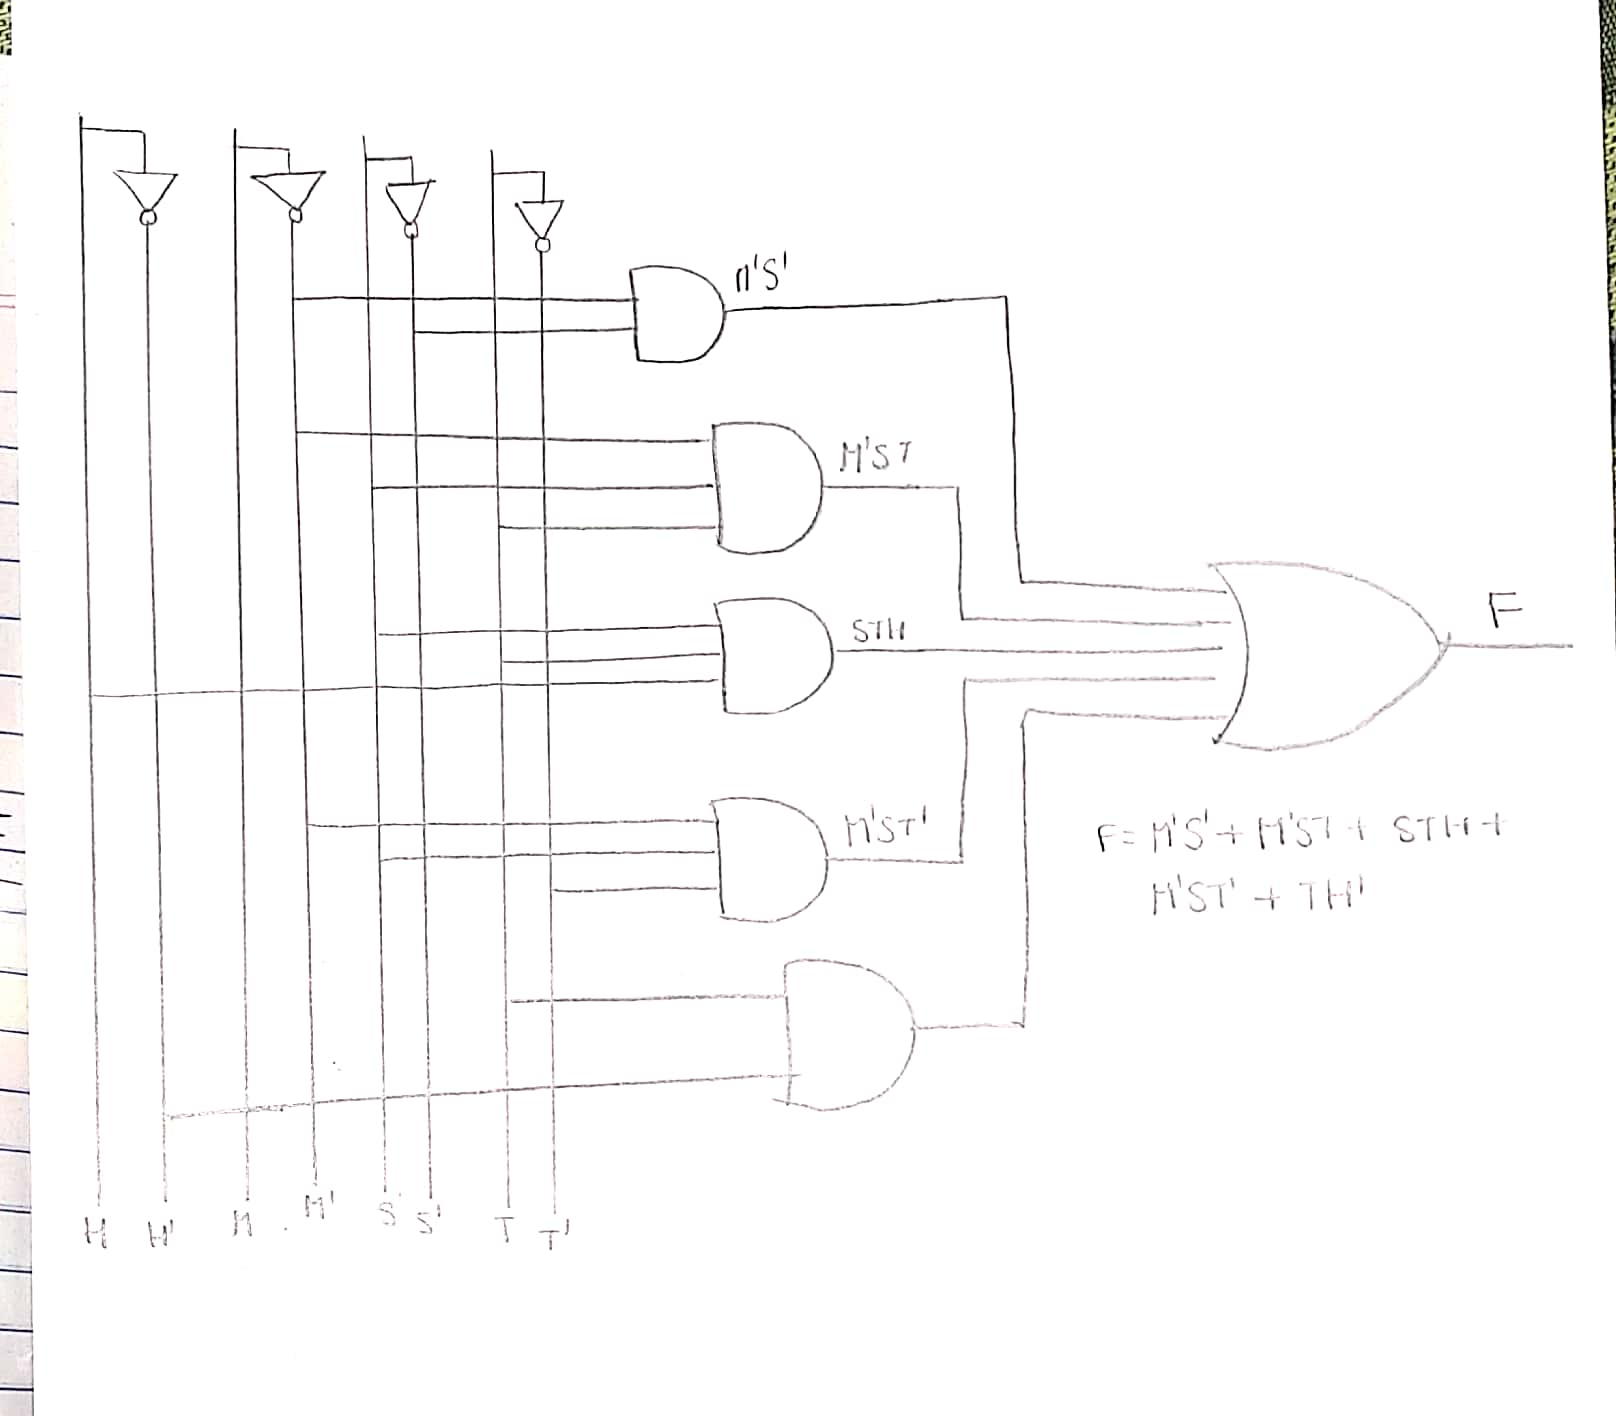 M'S'
M'ST
STH
F
M'ST'
F = M'S' + M'ST + STH +
M'ST' + TH'
H H' M M' S S' T T'